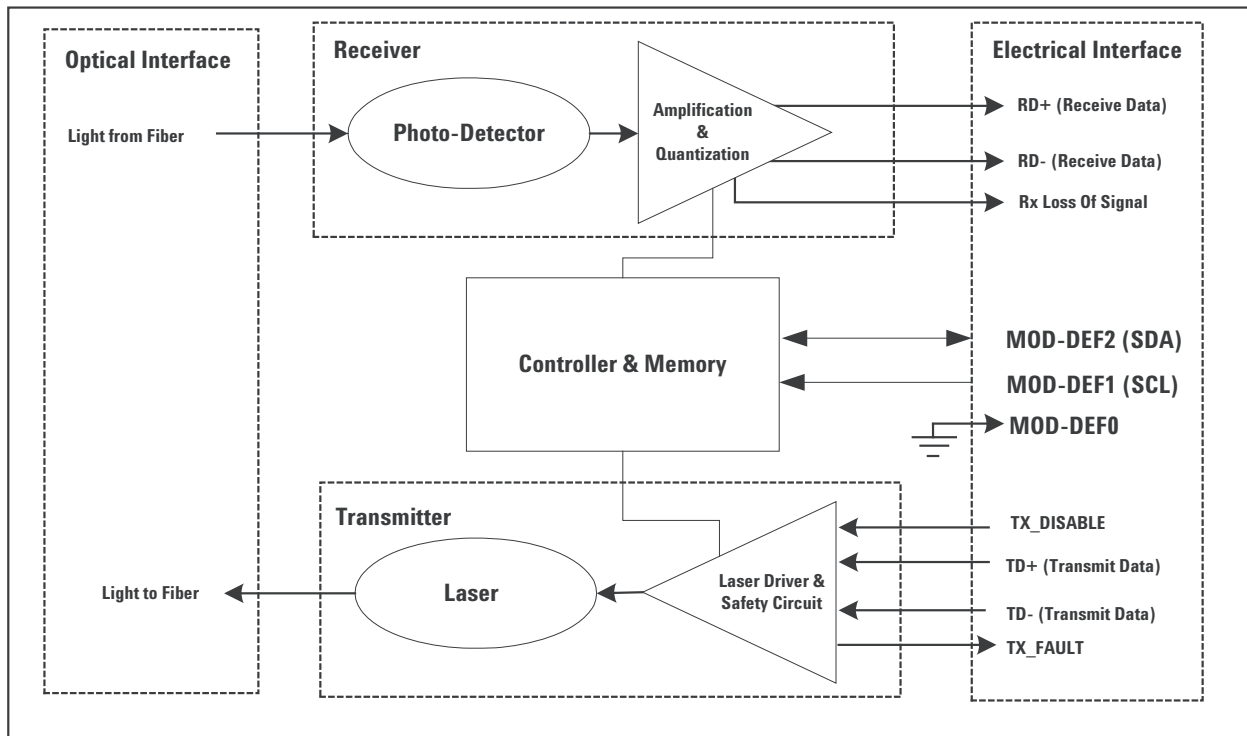 Optical Interface
Light from Fiber
Light to Fiber
Receiver
Photo-Detector
Amplification
&
Quantization
Controller & Memory
Transmitter
Laser
Laser Driver &
Safety Circuit
Electrical Interface
RD+ (Receive Data)
RD- (Receive Data)
Rx Loss Of Signal
MOD-DEF2 (SDA)
MOD-DEF1 (SCL)
MOD-DEF0
TX_DISABLE
TD+ (Transmit Data)
TD- (Transmit Data)
TX_FAULT